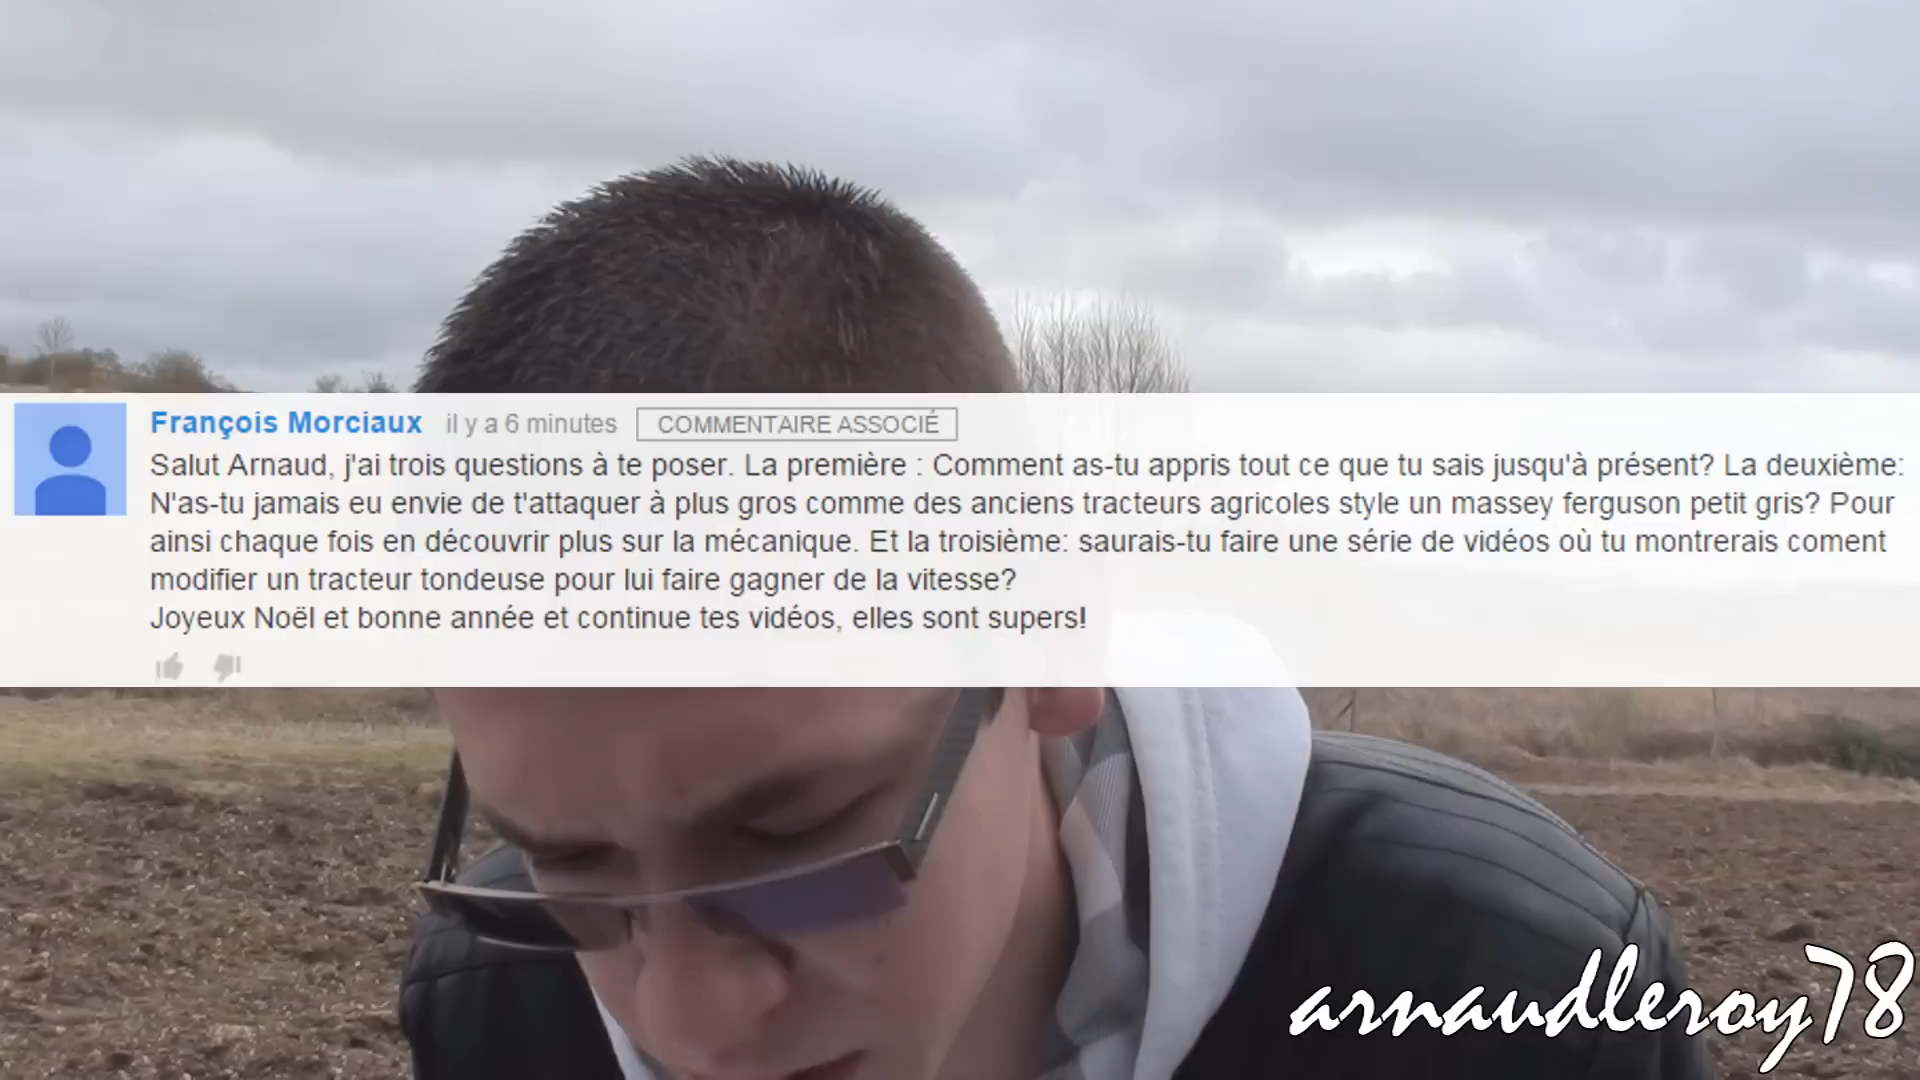 François Morciaux il y a 6 minutes COMMENTAIRE ASSOCIÉ
Salut Arnaud, j'ai trois questions à te poser. La première : Comment as-tu appris tout ce que tu sais jusqu'à présent? La deuxième:
N'as-tu jamais eu envie de t'attaquer à plus gros comme des anciens tracteurs agricoles style un massey ferguson petit gris? Pour
ainsi chaque fois en découvrir plus sur la mécanique. Et la troisième: saurais-tu faire une série de vidéos où tu montrerais coment
modifier un tracteur tondeuse pour lui faire gagner de la vitesse?
Joyeux Noël et bonne année et continue tes vidéos, elles sont supers!
arnaudleroy78